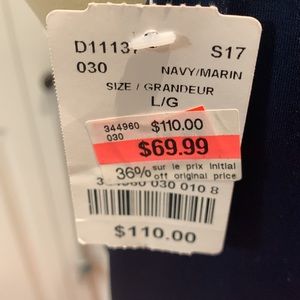 D11137 S17
030 NAVY/MARIN
SIZE / GRANDEUR
L/G
344960 $110.00
030
$69.99
36% sur le prix initial
off original price
030 010 8
$110.00